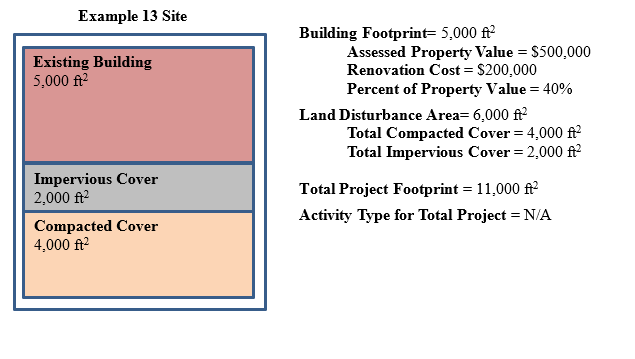 Example 13 Site
Existing Building
5,000 ft²
Impervious Cover
2,000 ft²
Compacted Cover
4,000 ft²
Building Footprint= 5,000 ft²
Assessed Property Value = $500,000
Renovation Cost = $200,000
Percent of Property Value = 40%
Land Disturbance Area= 6,000 ft²
Total Compacted Cover = 4,000 ft²
Total Impervious Cover = 2,000 ft²
Total Project Footprint = 11,000 ft²
Activity Type for Total Project = N/A